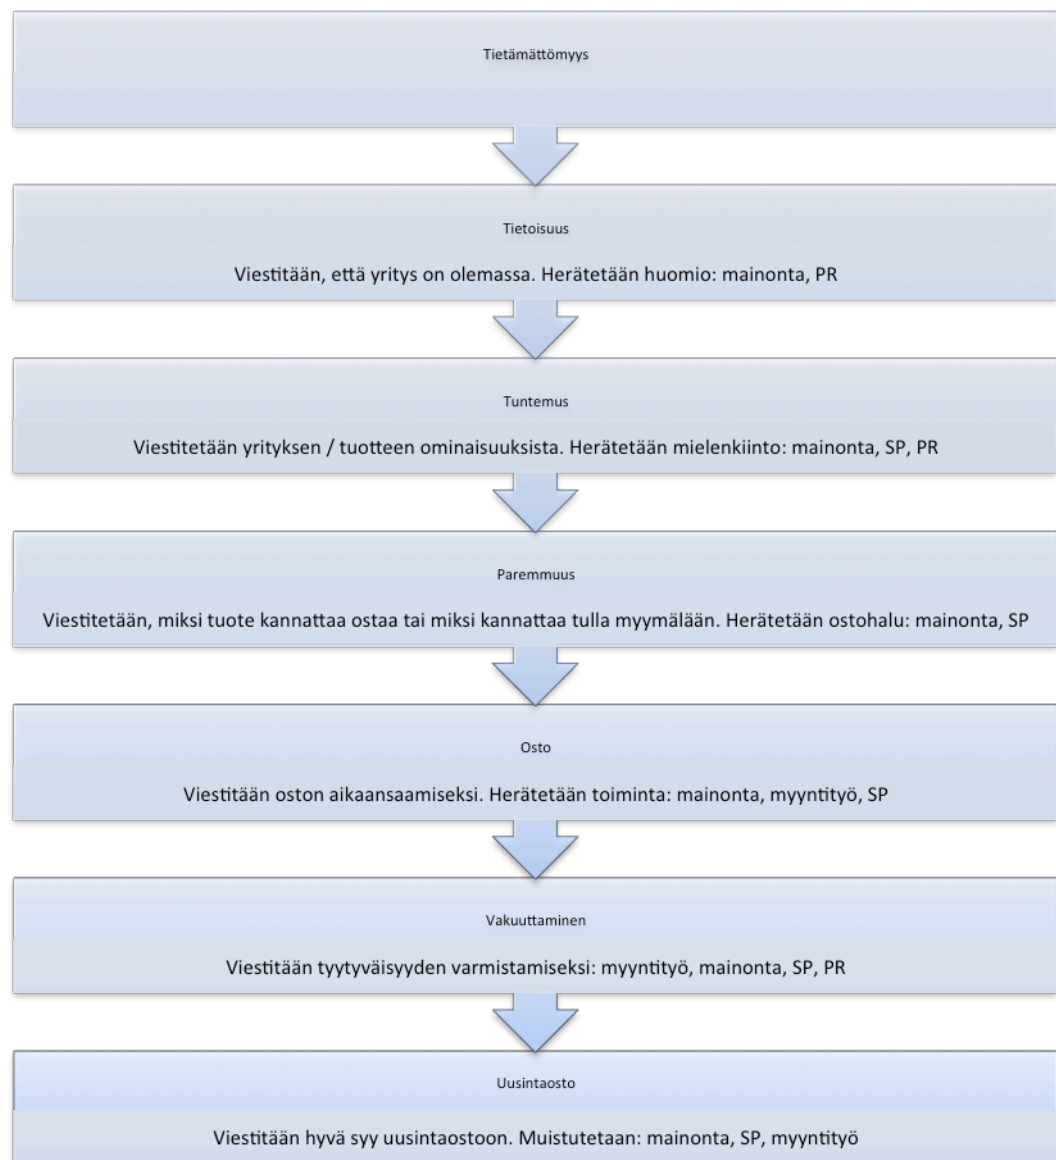 Tietämättömyys
Tietoisuus
Viestitään, että yritys on olemassa. Herätetään huomio: mainonta, PR
Tuntemus
Viestitetään yrityksen / tuotteen ominaisuuksista. Herätetään mielenkiinto: mainonta, SP, PR
Paremmuus
Viestitetään, miksi tuote kannattaa ostaa tai miksi kannattaa tulla myymälään. Herätetään ostohalu: mainonta, SP
Osto
Viestitään oston aikaansaamiseksi. Herätetään toiminta: mainonta, myyntityö, SP
Vakuuttaminen
Viestitään tyytyväisyyden varmistamiseksi: myyntityö, mainonta, SP, PR
Uusintaosto
Viestitään hyvä syy uusintaostoon. Muistutetaan: mainonta, SP, myyntityö